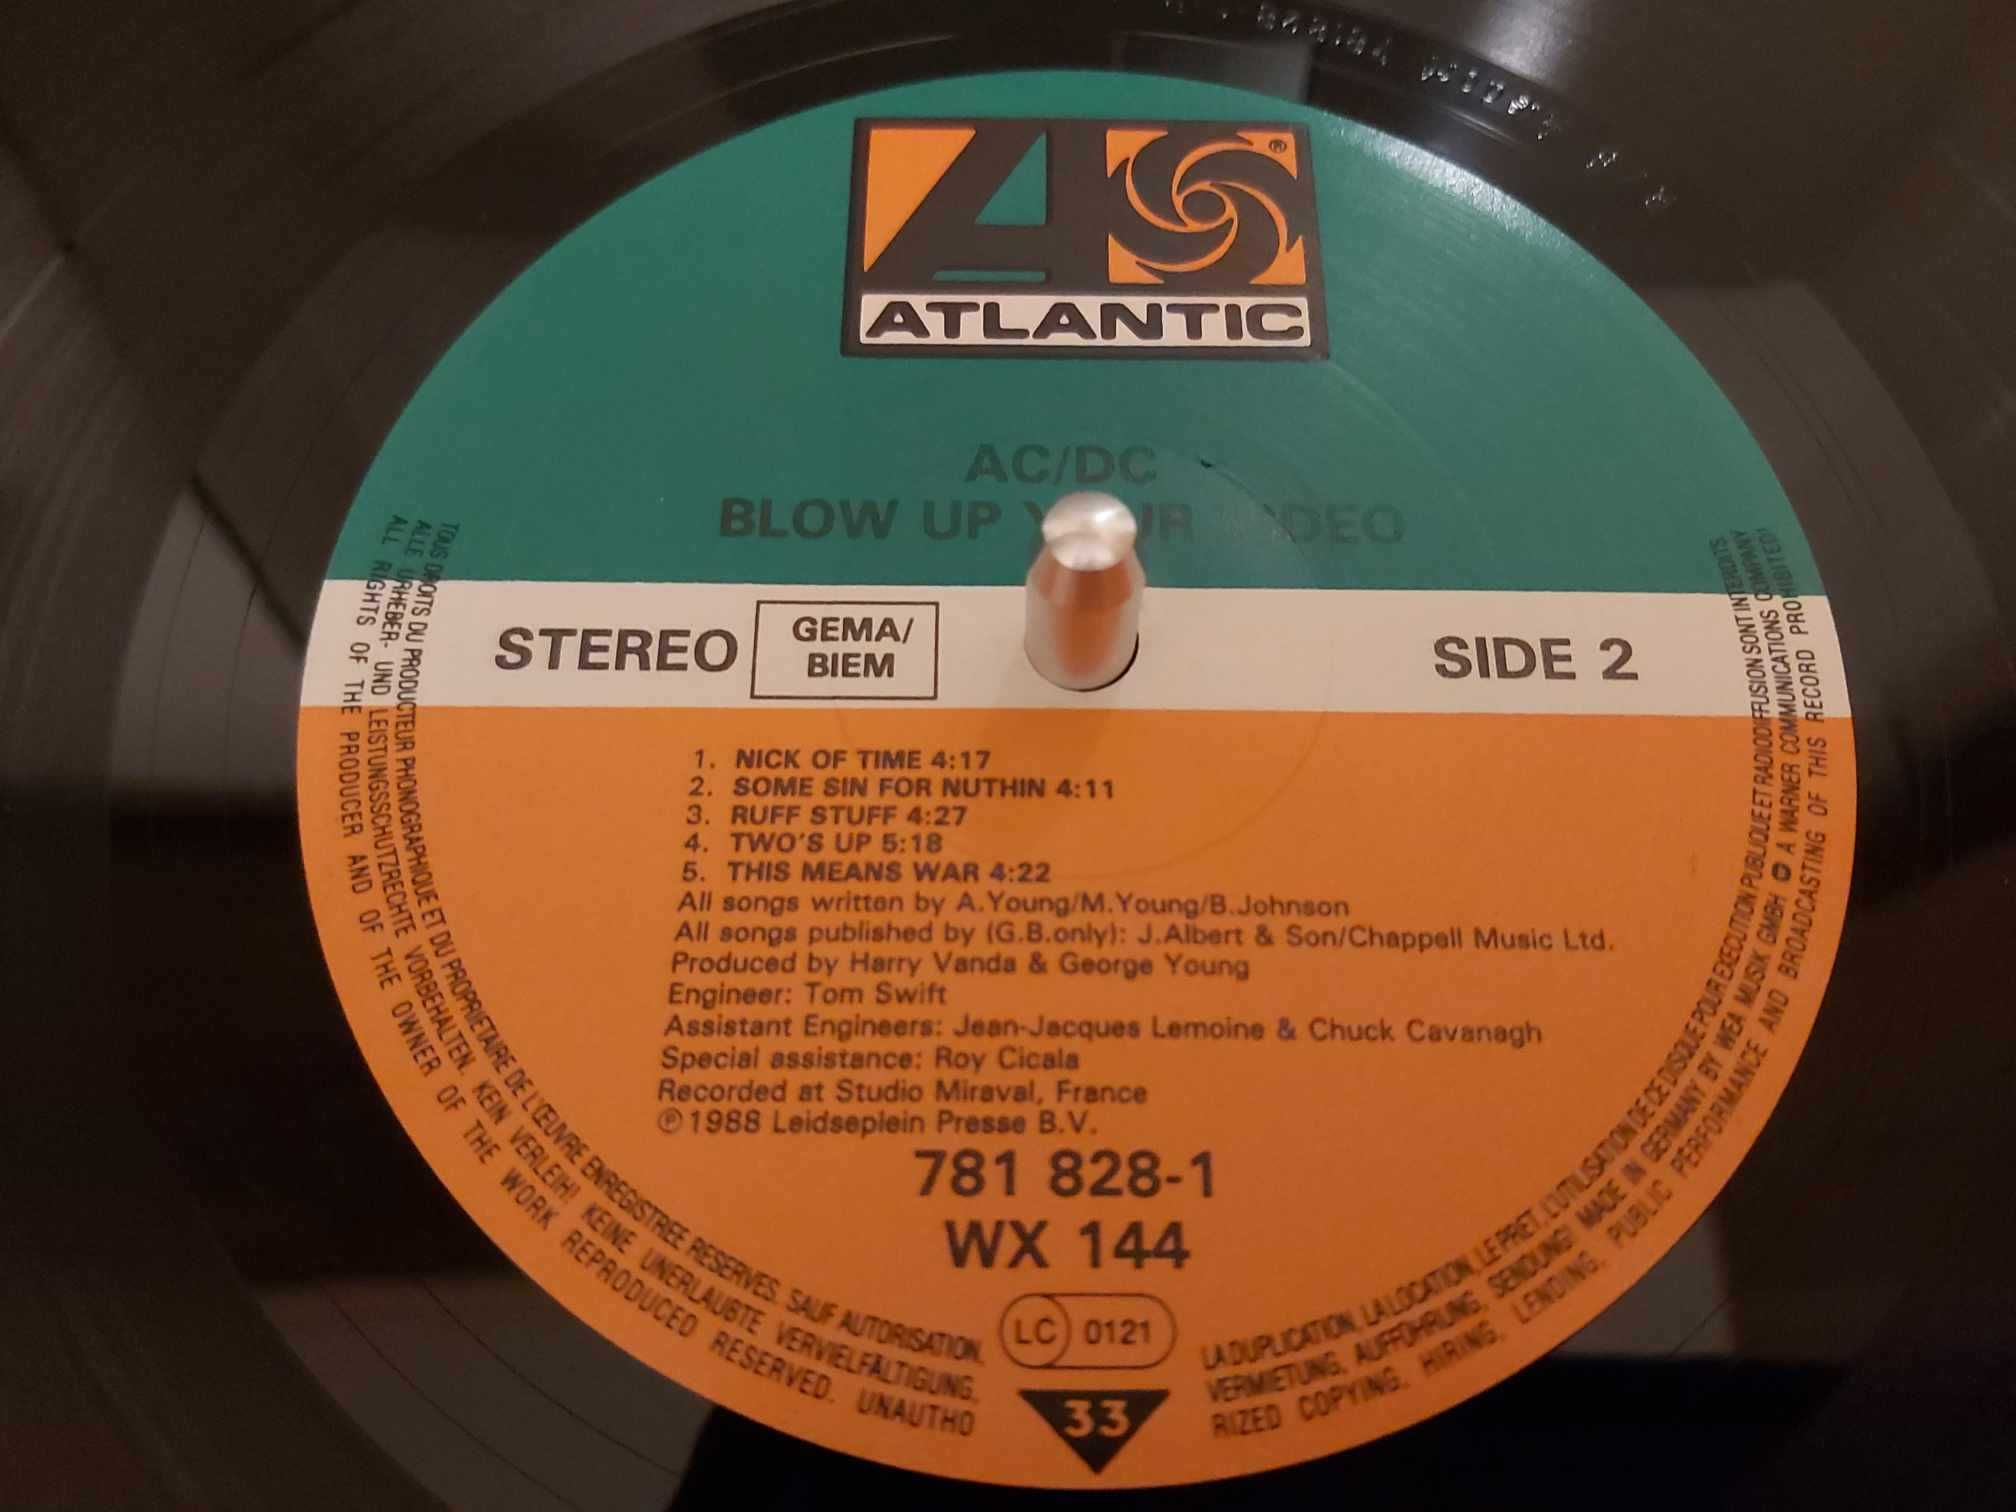 ®
ATLANTIC
AC/DC
BLOW UP
STEREO
GEMA/
BIEM
SIDE 2
1. NICK OF TIME 4:17
2. SOME SIN FOR NUTHIN 4:11
3. RUFF STUFF 4:27
4. TWO'S UP 5:18
5. THIS MEANS WAR 4:22
All songs written by A.Young/M.Young/B.Johnson
All songs published by (G.B.only): J.Albert & Son/Chappell Music Ltd.
Produced by Harry Vanda & George Young
Engineer: Tom Swift
Assistant Engineers: Jean-Jacques Lemoine & Chuck Cavanagh
Special assistance: Roy Cicala
Recorded at Studio Miraval, France
℗1988 Leidseplein Presse B.V.
781 828-1
WX 144
LC 0121
33
TOUS DROITS DU PRODUCTEUR PHONOGRAPHIQUE ET DU PROPRIETAIRE DE L'ŒUVRE ENREGISTREE RESERVES. SAUF AUTORISATION, LA DUPLICATION, LA LOCATION, LE PRET, L'UTILISATION DE CE DISQUE POUR EXECUTION PUBLIQUE ET RADIODIFFUSION SONT INTERDITS.
ALLE URHEBER- UND LEISTUNGSSCHUTZRECHTE VORBEHALTEN. KEIN VERLEIH! KEINE UNERLAUBTE VERVIELFÄLTIGUNG, VERMIETUNG, AUFFÜHRUNG, SENDUNG! MADE IN GERMANY BY WEA MUSIK GMBH A WARNER COMMUNICATIONS COMPANY
ALL RIGHTS OF THE PRODUCER AND OF THE OWNER OF THE WORK REPRODUCED RESERVED. UNAUTHORIZED COPYING, HIRING, LENDING, PUBLIC PERFORMANCE AND BROADCASTING OF THIS RECORD PROHIBITED!